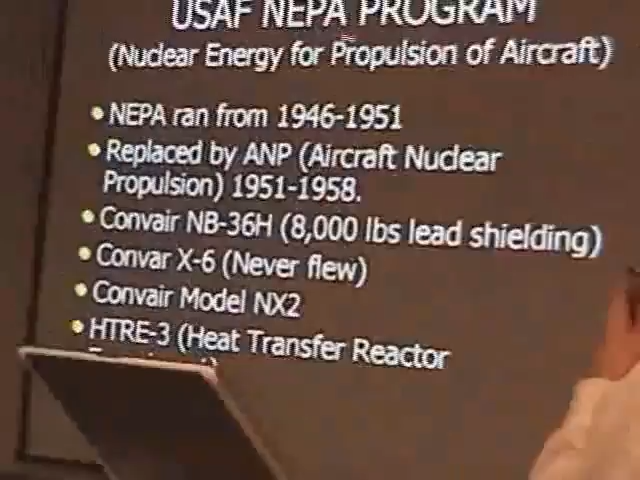 USAF NEPA PROGRAM
(Nuclear Energy for Propulsion of Aircraft)
• NEPA ran from 1946-1951
• Replaced by ANP (Aircraft Nuclear
Propulsion) 1951-1958.
• Convair NB-36H (8,000 lbs lead shielding)
• Convar X-6 (Never flew)
• Convair Model NX2
• HTRE-3 (Heat Transfer Reactor